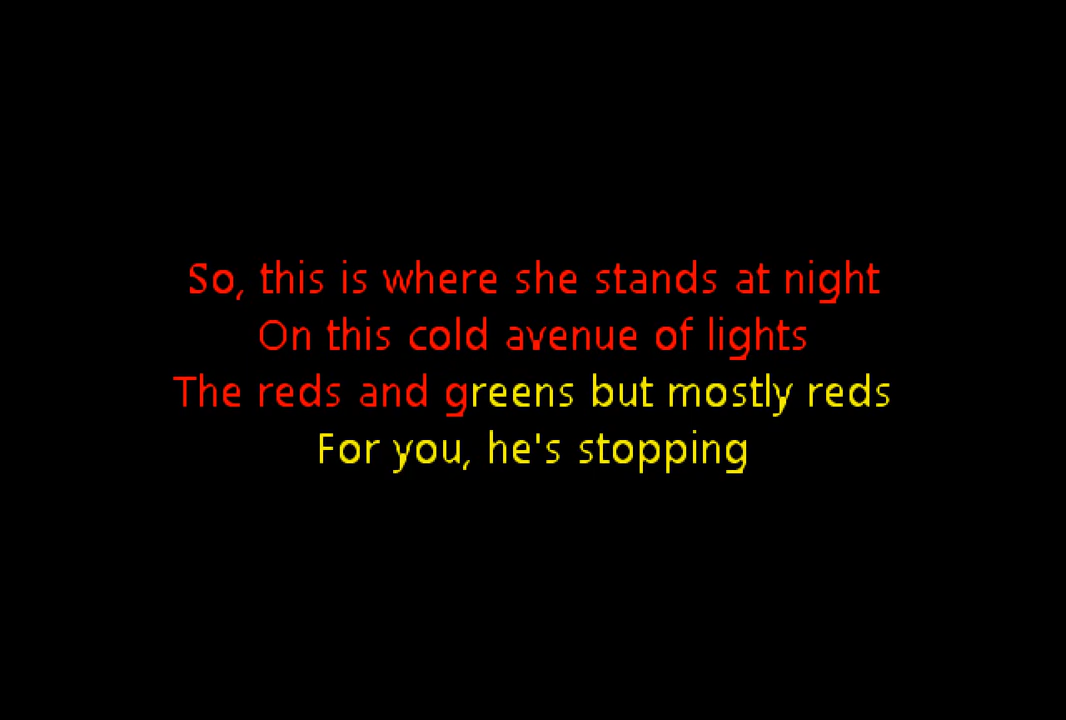 So, this is where she stands at night
On this cold avenue of lights
The reds and greens but mostly reds
For you, he's stopping